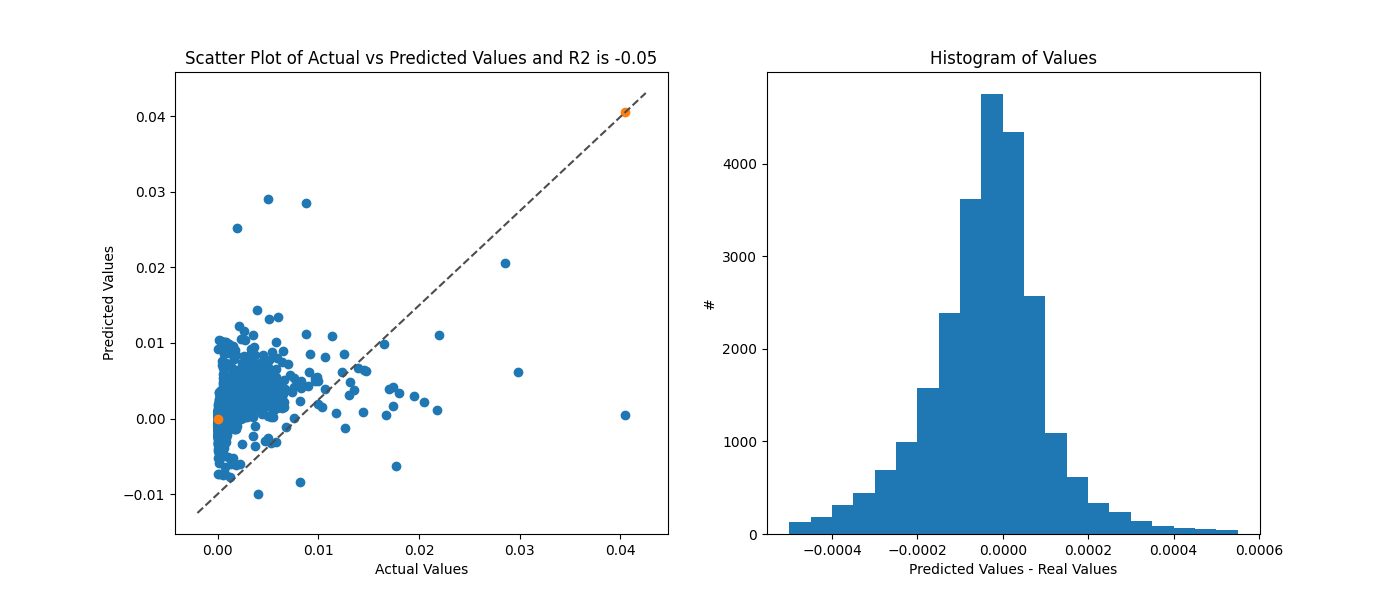 Scatter Plot of Actual vs Predicted Values and R2 is -0.05
0.04
0.03
0.02
0.01
0.00
−0.01
Predicted Values
0.00 0.01 0.02 0.03 0.04
Actual Values
Histogram of Values
4000
3000
2000
1000
0
#
−0.0004 −0.0002 0.0000 0.0002 0.0004 0.0006
Predicted Values - Real Values